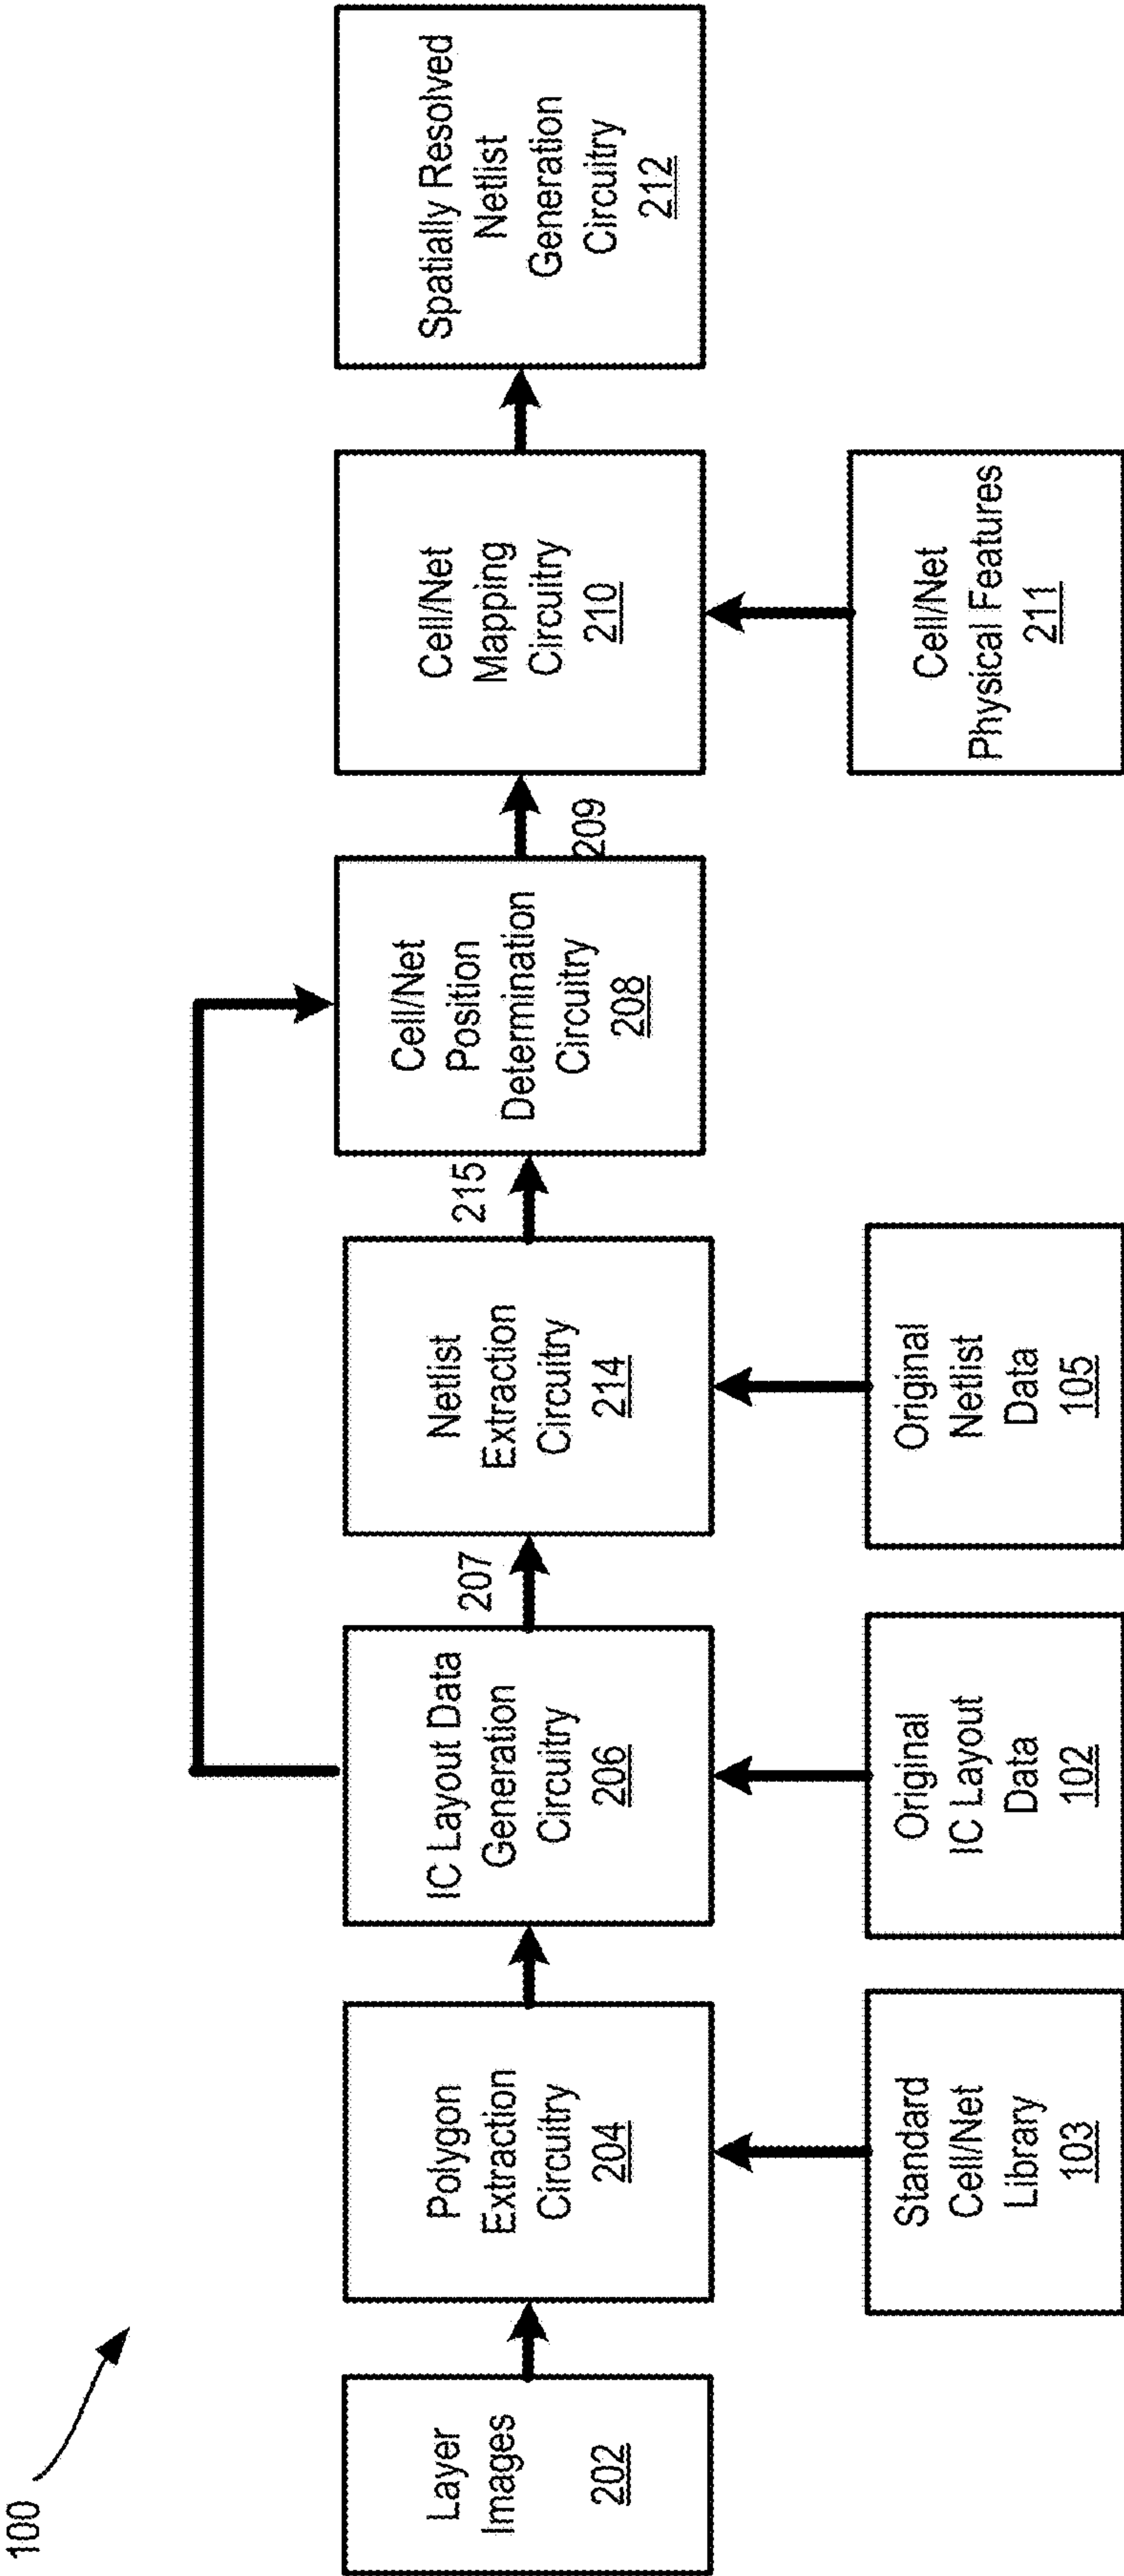 100
Layer
Images
202
Polygon
Extraction
Circuitry
204
Standard
Cell/Net
Library
103
IC Layout Data
Generation
Circuitry
206
Original
IC Layout
Data
102
207
Netlist
Extraction
Circuitry
214
Original
Netlist
Data
105
215
Cell/Net
Position
Determination
Circuitry
208
209
Cell/Net
Mapping
Circuitry
210
Cell/Net
Physical Features
211
Spatially Resolved
Netlist
Generation
Circuitry
212